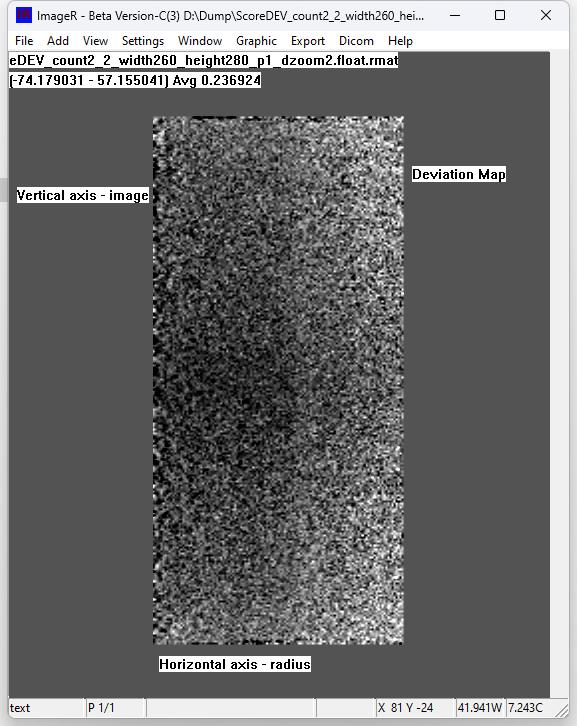 ImageR - Beta Version-C(3) D:\Dump\ScoreDEV_count2_2_width260_hei...
File Add View Settings Window Graphic Export Dicom Help
eDEV_count2_2_width260_height280_p1_dzoom2.float.rmat
(-74.179031 - 57.155041) Avg 0.236924
Deviation Map
Vertical axis - image
Horizontal axis - radius
text P 1/1 X 81 Y -24 41.941W 7.243C